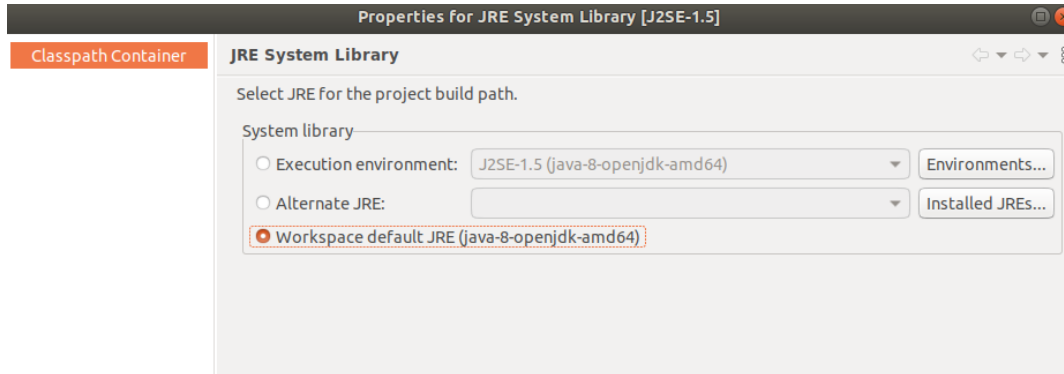 Properties for JRE System Library [J2SE-1.5]
Classpath Container
JRE System Library
Select JRE for the project build path.
System library
Execution environment: J2SE-1.5 (java-8-openjdk-amd64) Environments...
Alternate JRE: Installed JREs...
Workspace default JRE (java-8-openjdk-amd64)